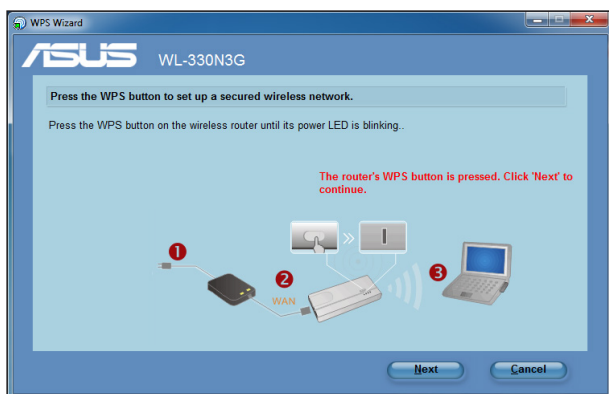 WPS Wizard
ASUS WL-330N3G
Press the WPS button to set up a secured wireless network.
Press the WPS button on the wireless router until its power LED is blinking..
The router's WPS button is pressed. Click 'Next' to
continue.
1
2
WAN
3
Next
Cancel